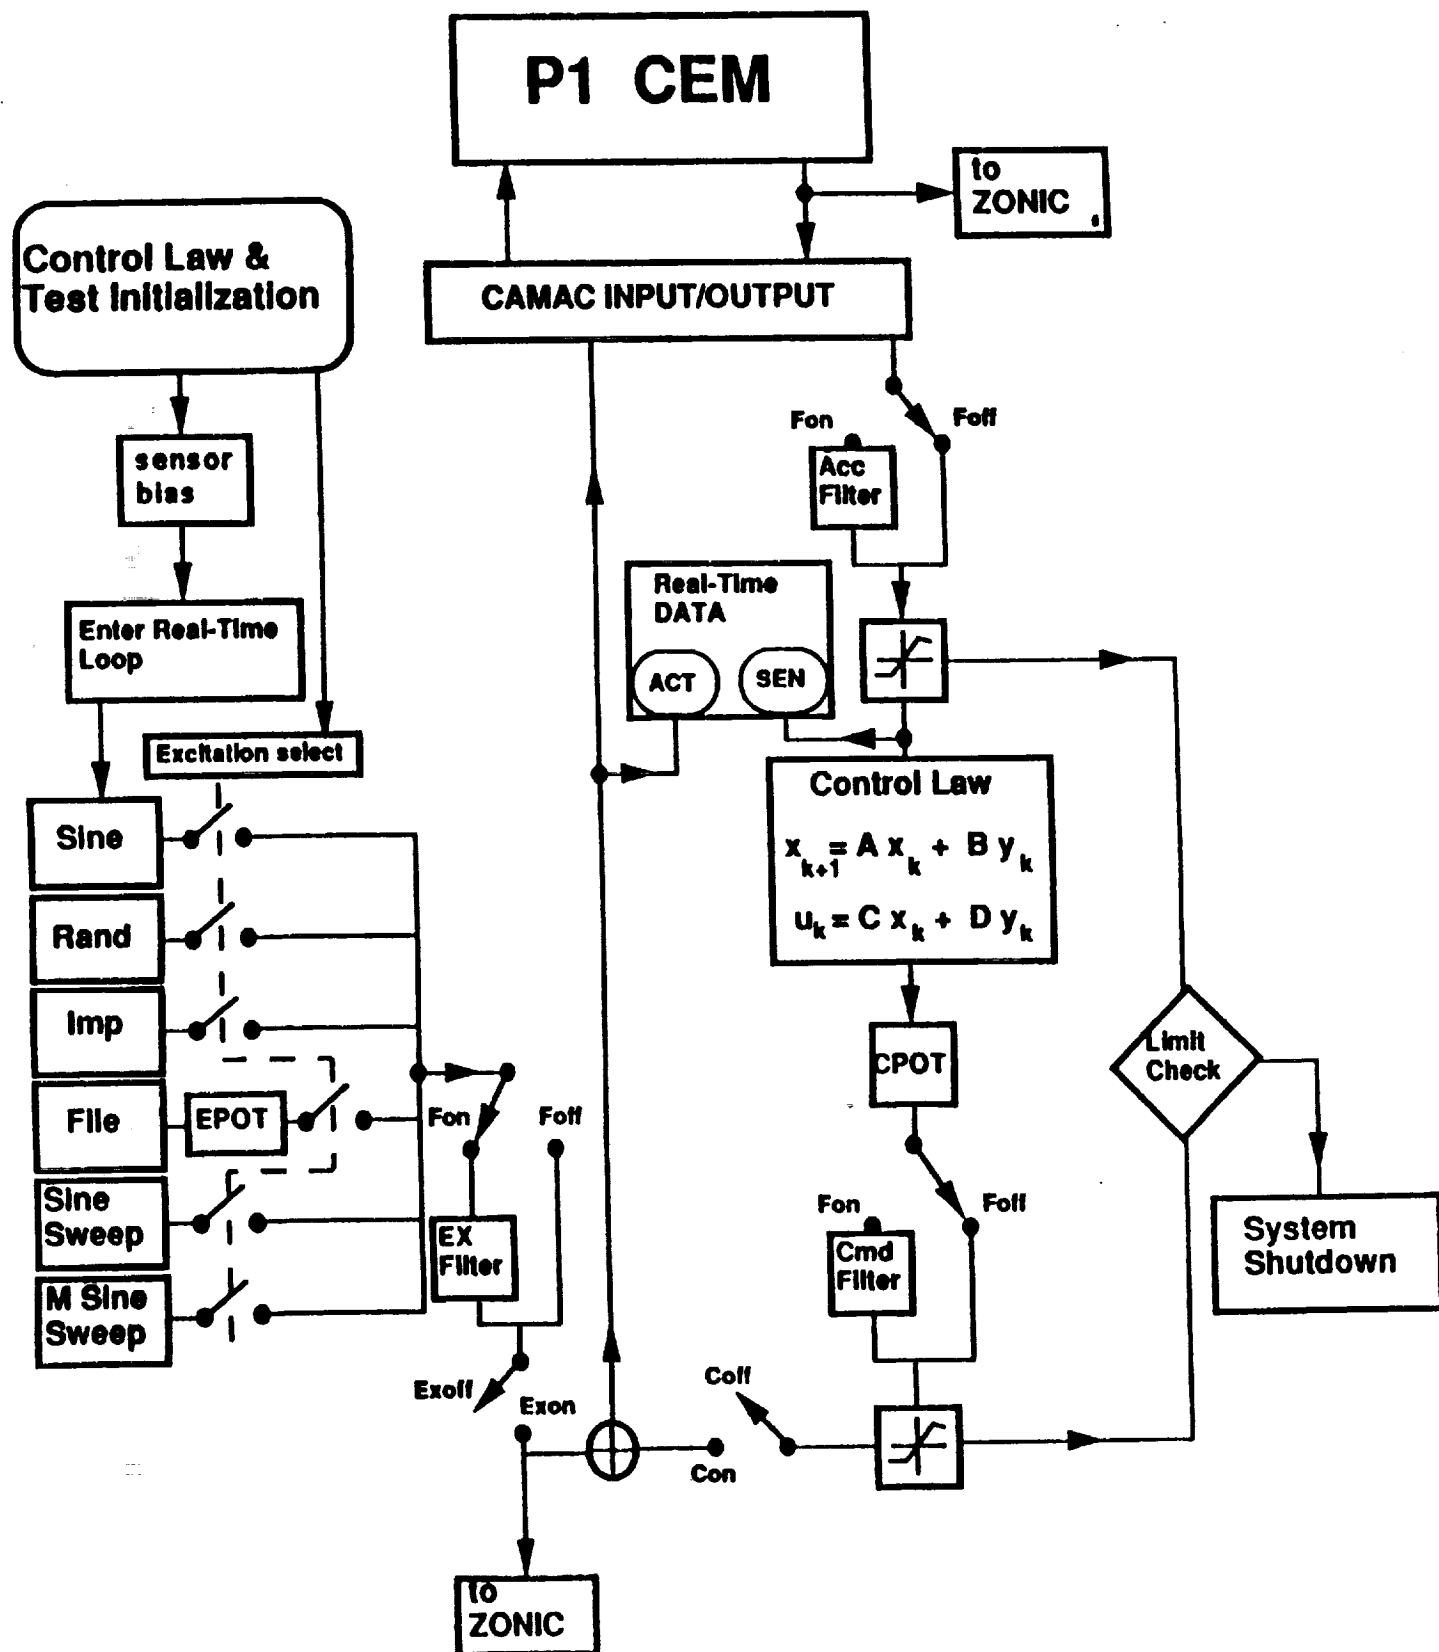 P1 CEM
to
ZONIC
Control Law &
Test Initialization
CAMAC INPUT/OUTPUT
Fon
Foff
sensor
bias
Acc
Filter
Real-Time
DATA
Enter Real-Time
Loop
ACT
SEN
Excitation select
Control Law
x_{k+1} = A x_k + B y_k
u_k = C x_k + D y_k
Sine
Rand
Imp
File
EPOT
Sine
Sweep
M Sine
Sweep
Fon
Foff
EX
Filter
Exoff
Exon
CPOT
Limit
Check
Fon
Foff
Cmd
Filter
System
Shutdown
Coff
Con
to
ZONIC